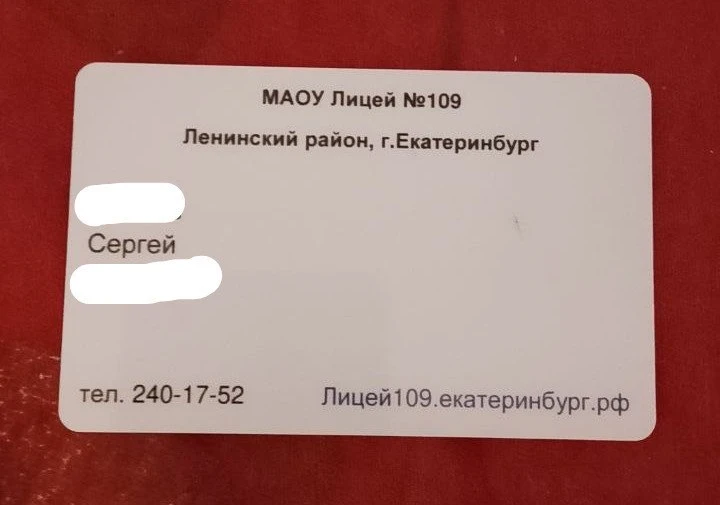 МАОУ Лицей №109
Ленинский район, г.Екатеринбург
Сергей
тел. 240-17-52
Лицей109.екатеринбург.рф